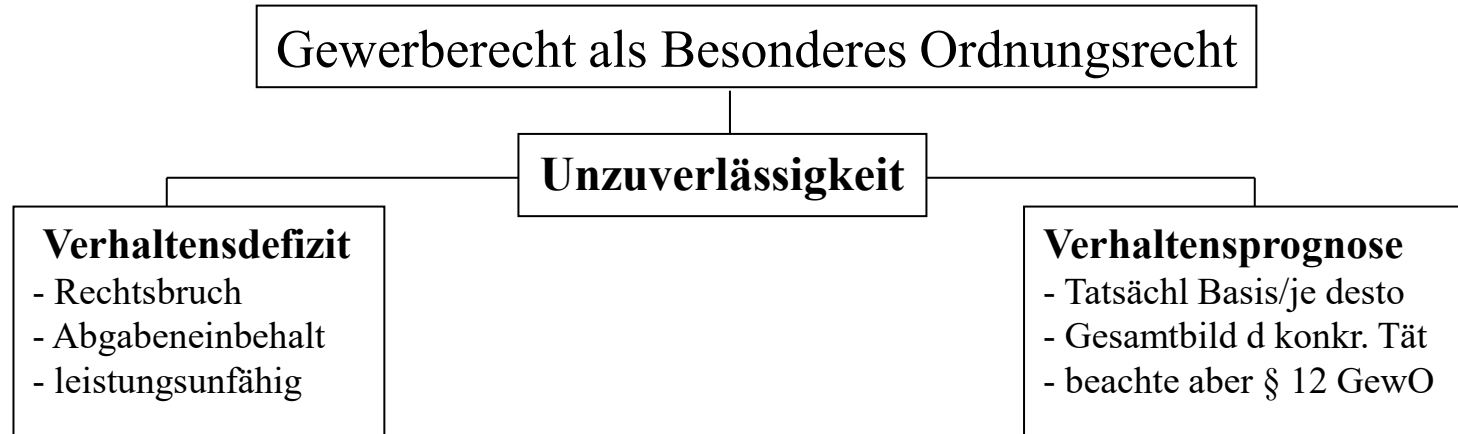 Gewerberecht als Besonderes Ordnungsrecht
Unzuverlässigkeit
Verhaltensdefizit
- Rechtsbruch
- Abgabeneinbehalt
- leistungsunfähig
Verhaltensprognose
- Tatsächl Basis/je desto
- Gesamtbild d konkr. Tät
- beachte aber § 12 GewO